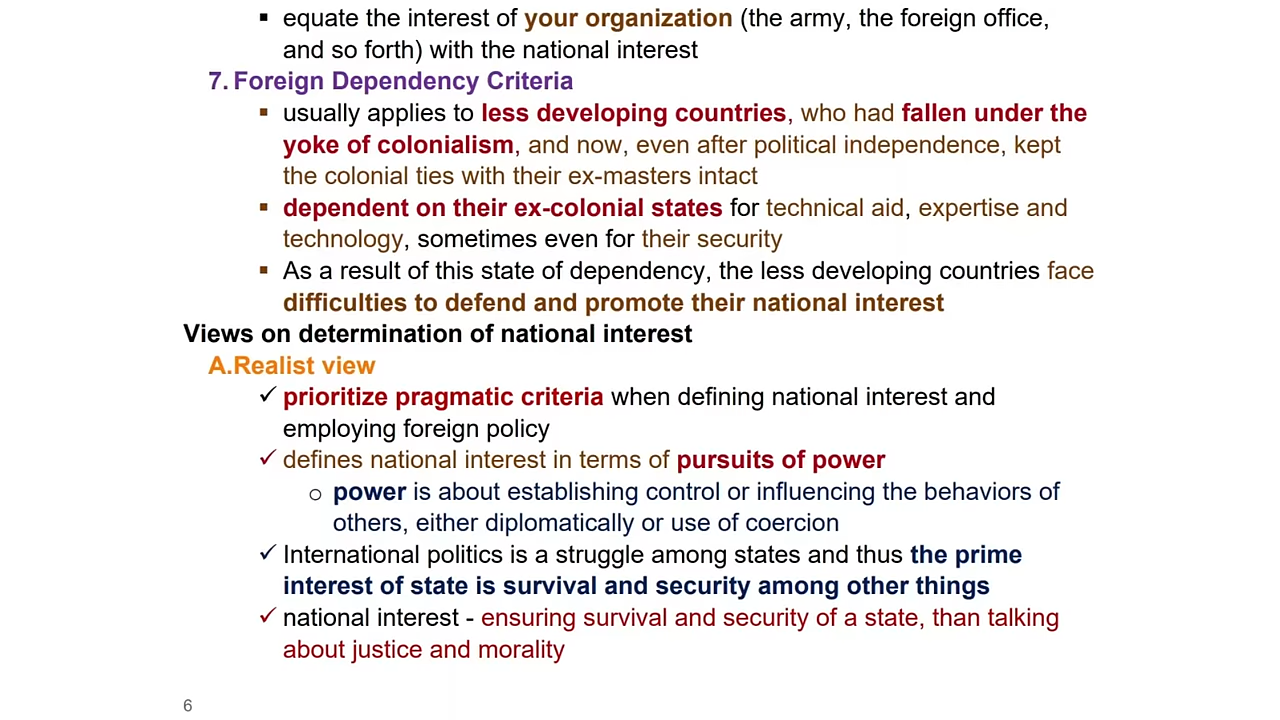 ▪ equate the interest of your organization (the army, the foreign office,
and so forth) with the national interest
7. Foreign Dependency Criteria
▪ usually applies to less developing countries, who had fallen under the
yoke of colonialism, and now, even after political independence, kept
the colonial ties with their ex-masters intact
▪ dependent on their ex-colonial states for technical aid, expertise and
technology, sometimes even for their security
▪ As a result of this state of dependency, the less developing countries face
difficulties to defend and promote their national interest
Views on determination of national interest
A.Realist view
✓ prioritize pragmatic criteria when defining national interest and
employing foreign policy
✓ defines national interest in terms of pursuits of power
o power is about establishing control or influencing the behaviors of
others, either diplomatically or use of coercion
✓ International politics is a struggle among states and thus the prime
interest of state is survival and security among other things
✓ national interest - ensuring survival and security of a state, than talking
about justice and morality
6